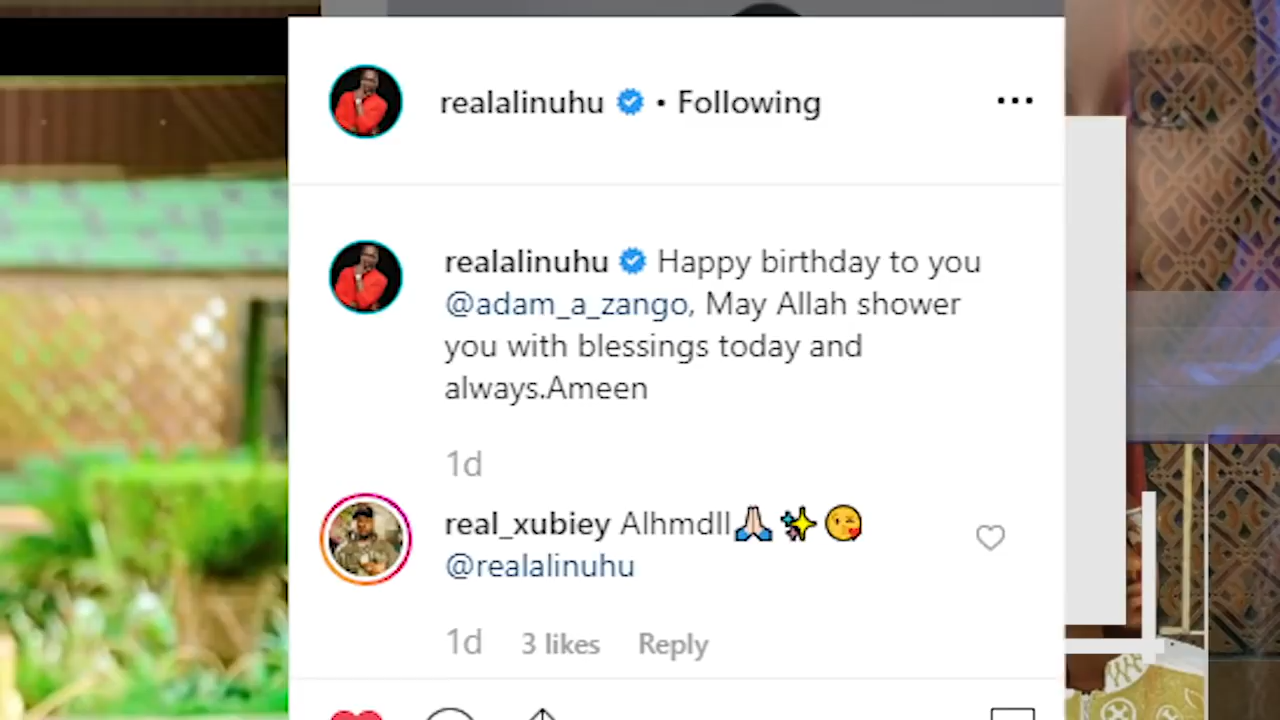 realalinuhu • Following
realalinuhu Happy birthday to you
@adam_a_zango, May Allah shower
you with blessings today and
always.Ameen
1d
real_xubiey Alhmdll🙏🏻✨😘
@realalinuhu
1d 3 likes Reply